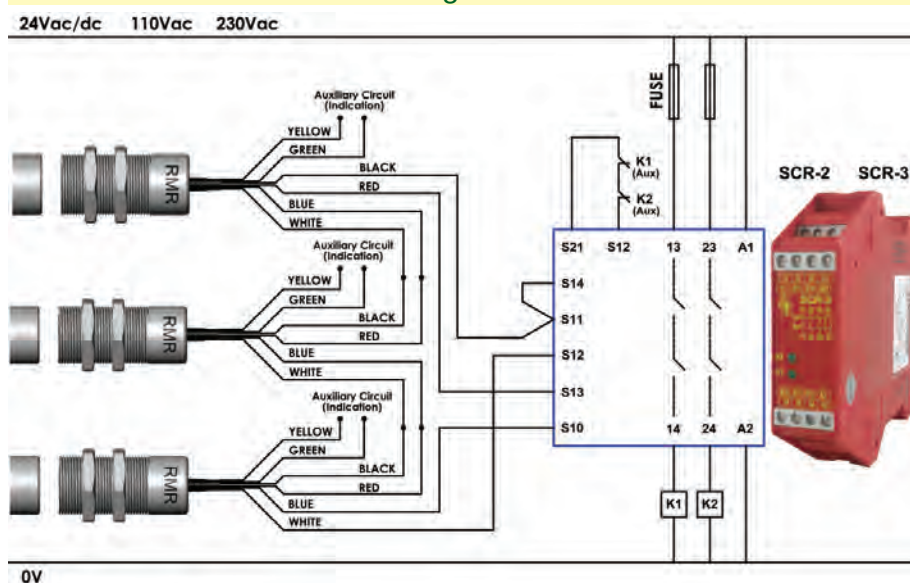 24Vac/dc 110Vac 230Vac
Auxiliary Circuit
(Indication)
YELLOW
GREEN
BLACK
RED
BLUE
WHITE
RMR
Auxiliary Circuit
(Indication)
YELLOW
GREEN
BLACK
RED
BLUE
WHITE
RMR
Auxiliary Circuit
(Indication)
YELLOW
GREEN
BLACK
RED
BLUE
WHITE
RMR
FUSE
K1
(Aux)
K2
(Aux)
SCR-2 SCR-3
S21 S12 13 23 A1
S14
S11
S12
S13
S10
14 24 A2
K1 K2
SCR-3
0V